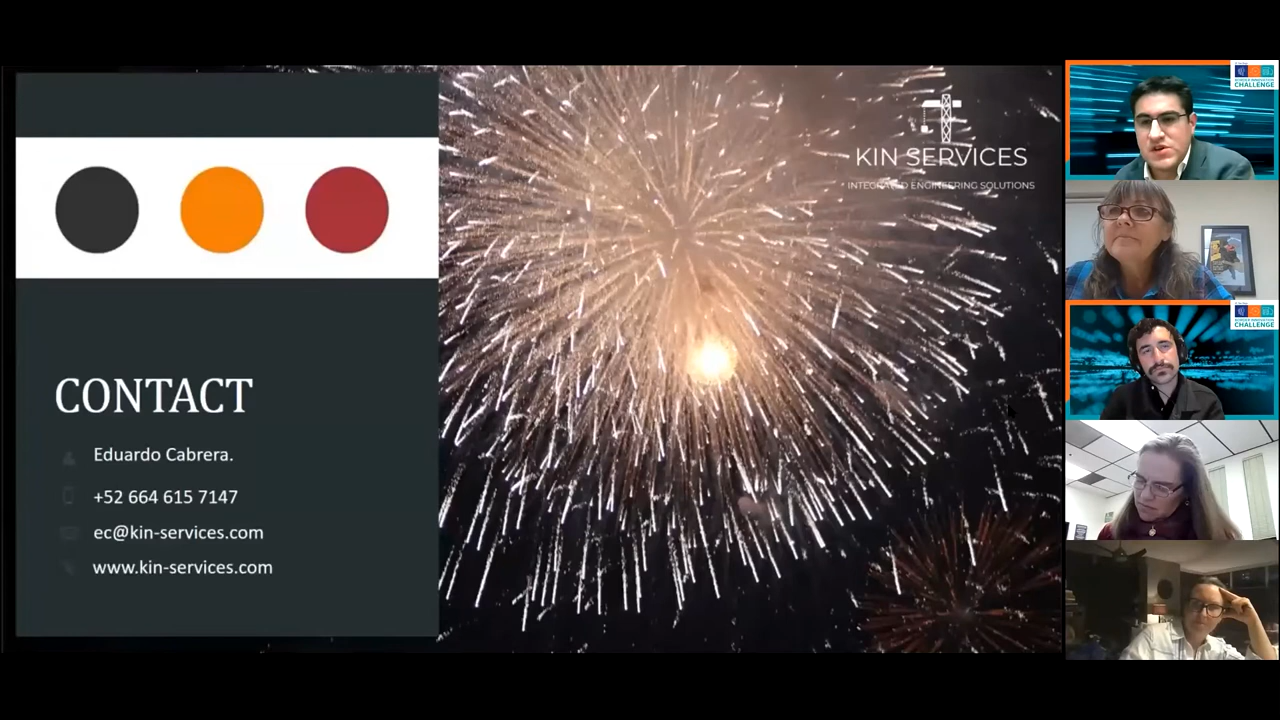 CONTACT
Eduardo Cabrera.
+52 664 615 7147
ec@kin-services.com
www.kin-services.com
KIN SERVICES
INTEGRATED ENGINEERING SOLUTIONS
CHALLENGE
CHALLENGE